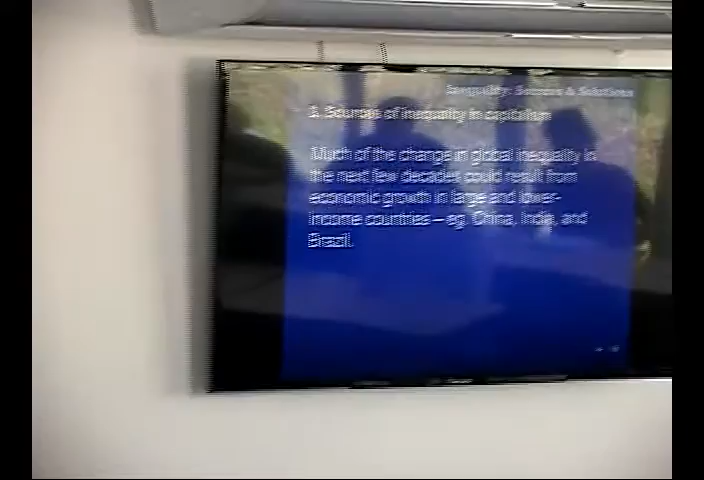 Inequality: Sources & Solutions
3. Sources of inequality in capitalism
Much of the change in global inequality in
the next few decades could result from
economic growth in large and lower-
income countries – eg. China, India, and
Brazil.